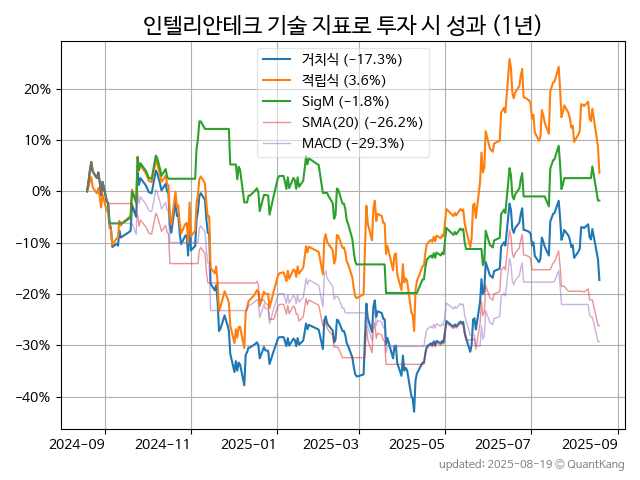 인텔리안테크 기술 지표로 투자 시 성과 (1년)
거치식 (−17.3%)
적립식 (3.6%)
SigM (−1.8%)
SMA(20) (−26.2%)
MACD (−29.3%)
20%
10%
0%
−10%
−20%
−30%
−40%
2024-09
2024-11
2025-01
2025-03
2025-05
2025-07
2025-09
updated: 2025-08-19 © QuantKang